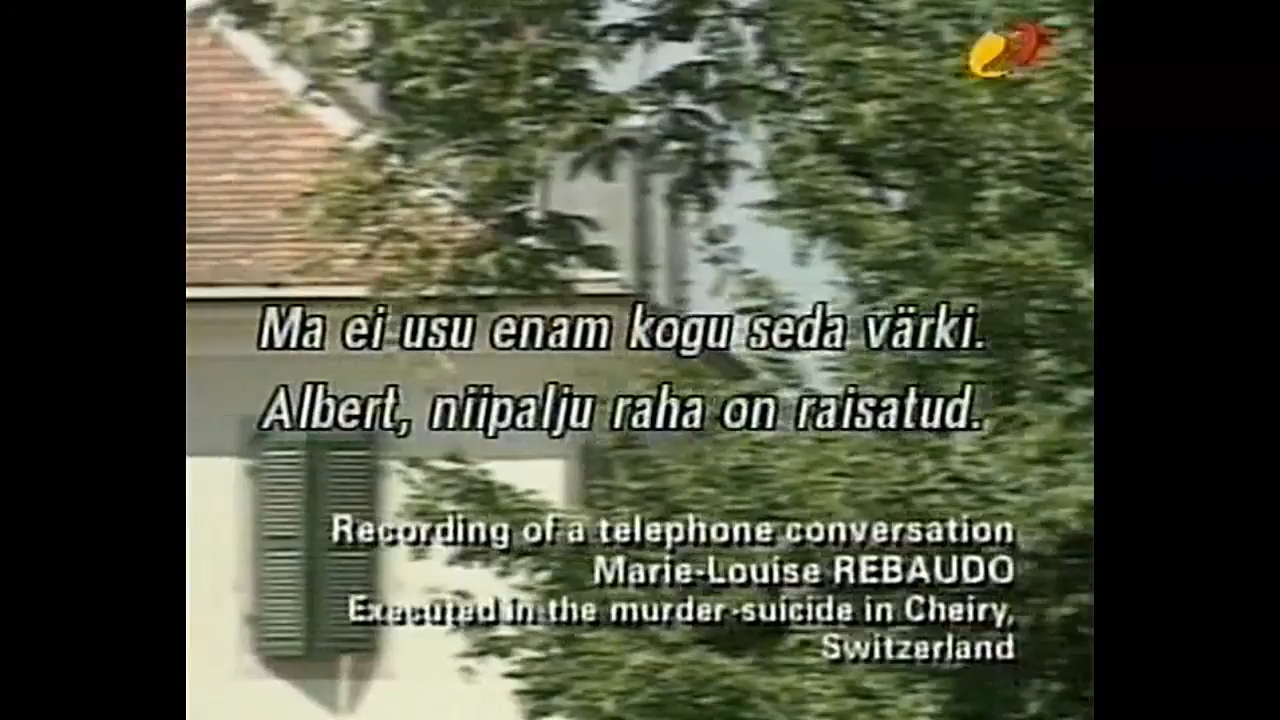 Ma ei usu enam kogu seda värki.
Albert, niipalju raha on raisatud.
Recording of a telephone conversation
Marie-Louise REBAUDO
Executed in the murder-suicide in Cheiry,
Switzerland